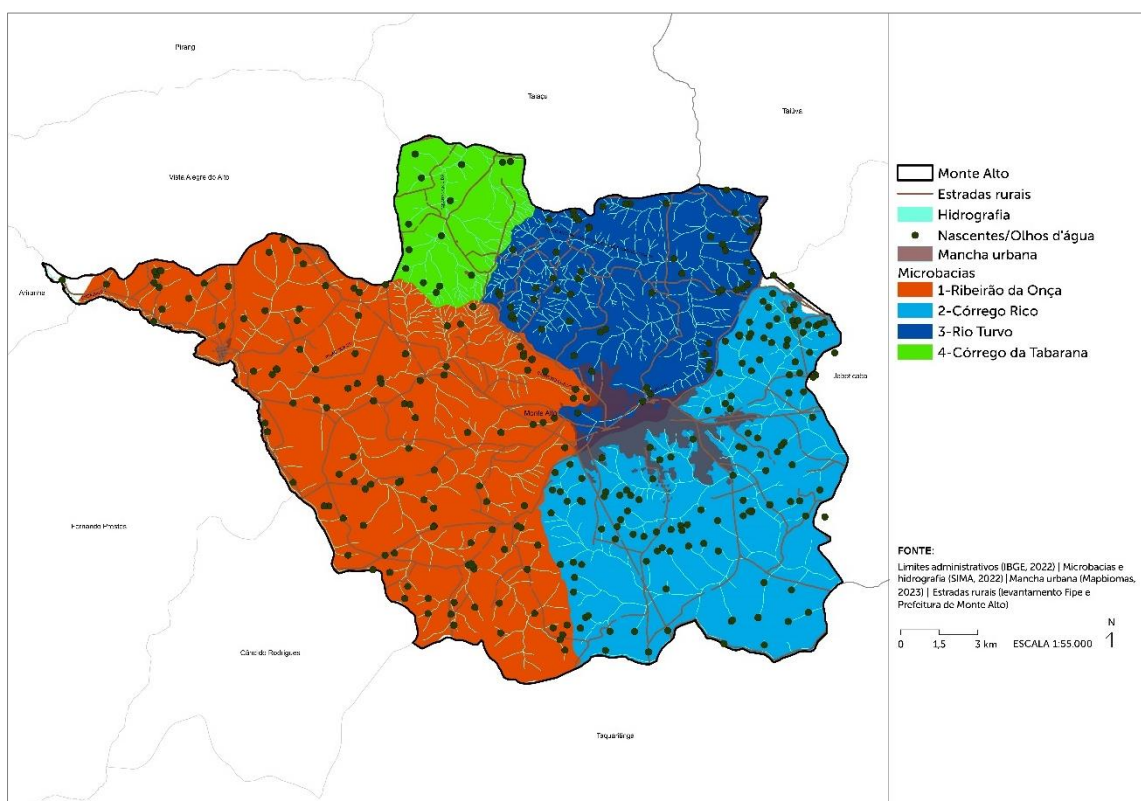 Pirang
Taiaçu
Taiúva
Vista Alegre do Alto
Ariranha
Jaboticaba
Monte Alto
Fernando Prestes
Cândido Rodrigues
Taquaritinga
Monte Alto
Estradas rurais
Hidrografia
Nascentes/Olhos d'água
Mancha urbana
Microbacias
1-Ribeirão da Onça
2-Córrego Rico
3-Rio Turvo
4-Córrego da Tabarana
FONTE:
Limites administrativos (IBGE, 2022) | Microbacias e
hidrografia (SIMA, 2022) | Mancha urbana (Mapbiomas,
2023) | Estradas rurais (levantamento Fipe e
Prefeitura de Monte Alto)
0 1,5 3 km ESCALA 1:55.000
N
1